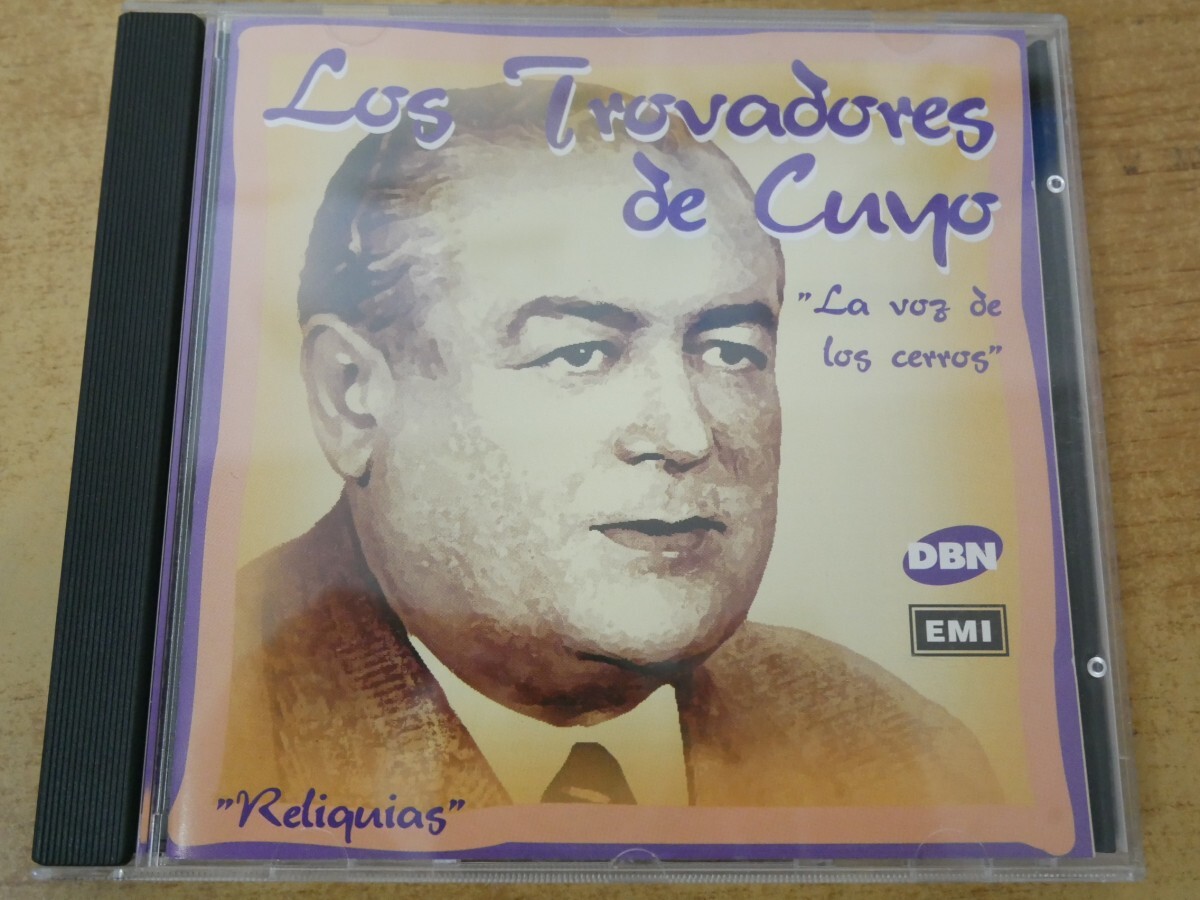 Los Trovadores
de Cuyo
"La voz de
los cerros"
DBN
EMI
"Reliquias"